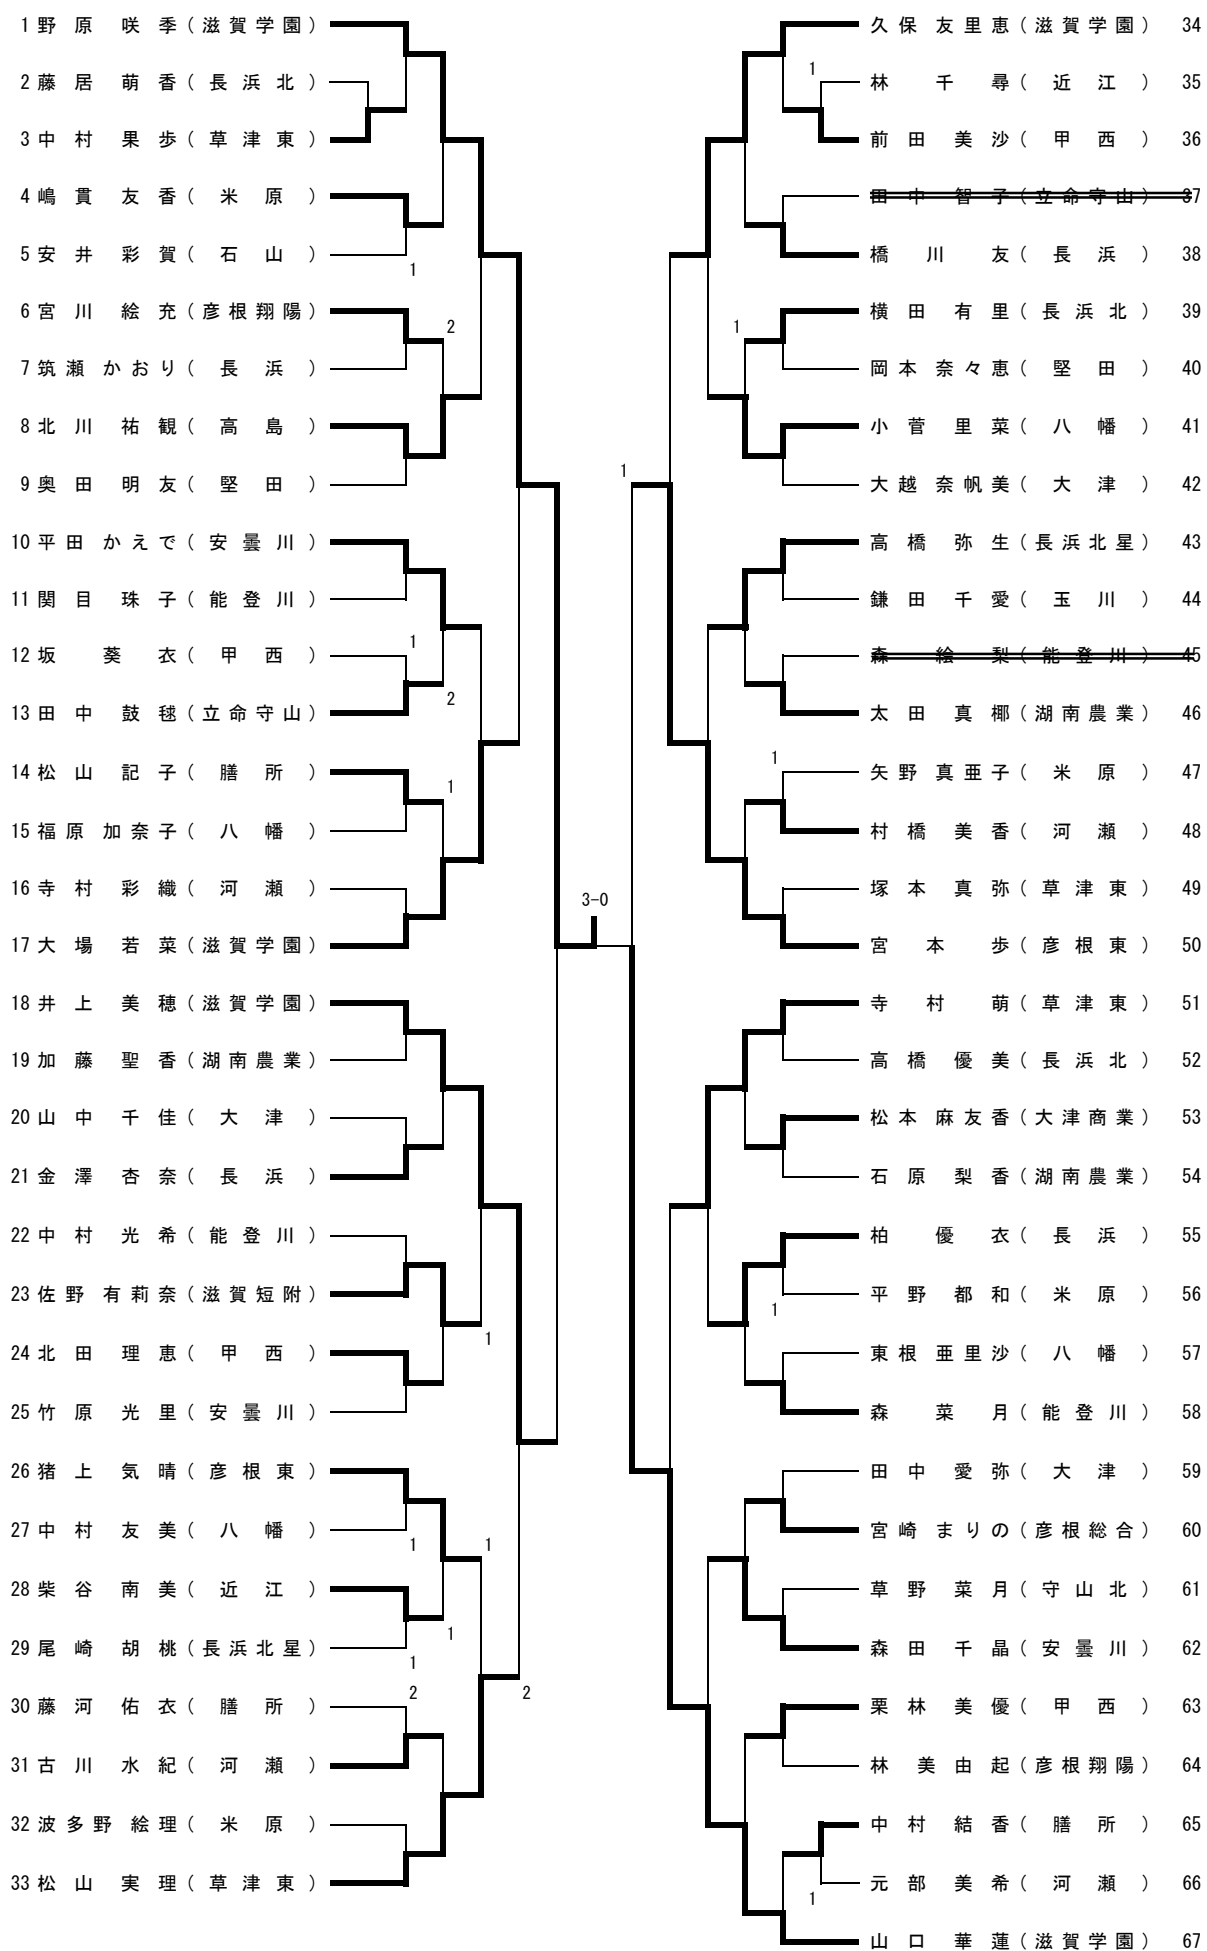 1 野原 咲季 (滋賀学園)
2 藤居 萌香 (長浜北)
3 中村 果歩 (草津東)
4 嶋貫 友香 (米原)
5 安井 彩賀 (石山)
1
6 宮川 絵充 (彦根翔陽)
2
7 筑瀬 かおり (長浜)
8 北川 祐観 (高島)
9 奥田 明友 (堅田)
10 平田 かえで (安曇川)
11 関目 珠子 (能登川)
1
12 坂 葵衣 (甲西)
13 田中 鼓毬 (立命守山)
2
14 松山 記子 (膳所)
1
15 福原 加奈子 (八幡)
16 寺村 彩織 (河瀬)
17 大場 若菜 (滋賀学園)
18 井上 美穂 (滋賀学園)
19 加藤 聖香 (湖南農業)
20 山中 千佳 (大津)
21 金澤 杏奈 (長浜)
22 中村 光希 (能登川)
23 佐野 有莉奈 (滋賀短附)
1
24 北田 理恵 (甲西)
25 竹原 光里 (安曇川)
26 猪上 気晴 (彦根東)
27 中村 友美 (八幡)
1
1
28 柴谷 南美 (近江)
1
29 尾崎 胡桃 (長浜北星)
1
2
2
30 藤河 佑衣 (膳所)
31 古川 水紀 (河瀬)
32 波多野 絵理 (米原)
33 松山 実理 (草津東)
3-0
1
久保 友里恵 (滋賀学園) 34
1
林 千尋 (近江) 35
前田 美沙 (甲西) 36
田中 智子 (立命守山) 37
橋川 友 (長浜) 38
横田 有里 (長浜北) 39
1
岡本 奈々恵 (堅田) 40
小菅 里菜 (八幡) 41
大越 奈帆美 (大津) 42
高橋 弥生 (長浜北星) 43
鎌田 千愛 (玉川) 44
森 絵梨 (能登川) 45
太田 真梛 (湖南農業) 46
1
矢野 真亜子 (米原) 47
村橋 美香 (河瀬) 48
塚本 真弥 (草津東) 49
宮本 歩 (彦根東) 50
寺村 萌 (草津東) 51
高橋 優美 (長浜北) 52
松本 麻友香 (大津商業) 53
石原 梨香 (湖南農業) 54
柏 優衣 (長浜) 55
平野 都和 (米原) 56
1
東根 亜里沙 (八幡) 57
森 菜月 (能登川) 58
田中 愛弥 (大津) 59
宮崎 まりの (彦根総合) 60
草野 菜月 (守山北) 61
森田 千晶 (安曇川) 62
栗林 美優 (甲西) 63
林 美由起 (彦根翔陽) 64
中村 結香 (膳所) 65
元部 美希 (河瀬) 66
1
山口 華蓮 (滋賀学園) 67